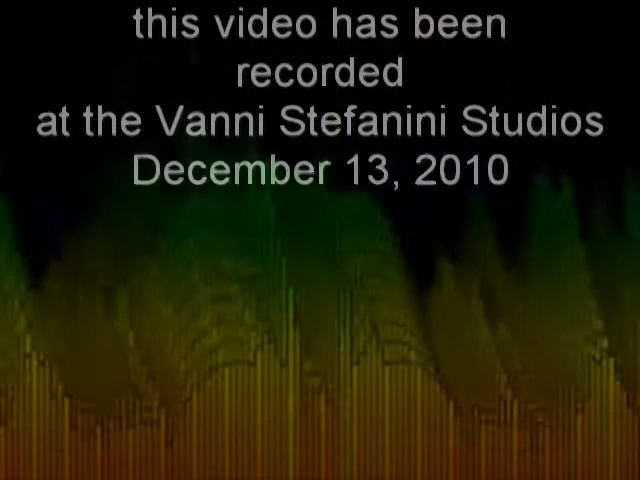 this video has been
recorded
at the Vanni Stefanini Studios
December 13, 2010